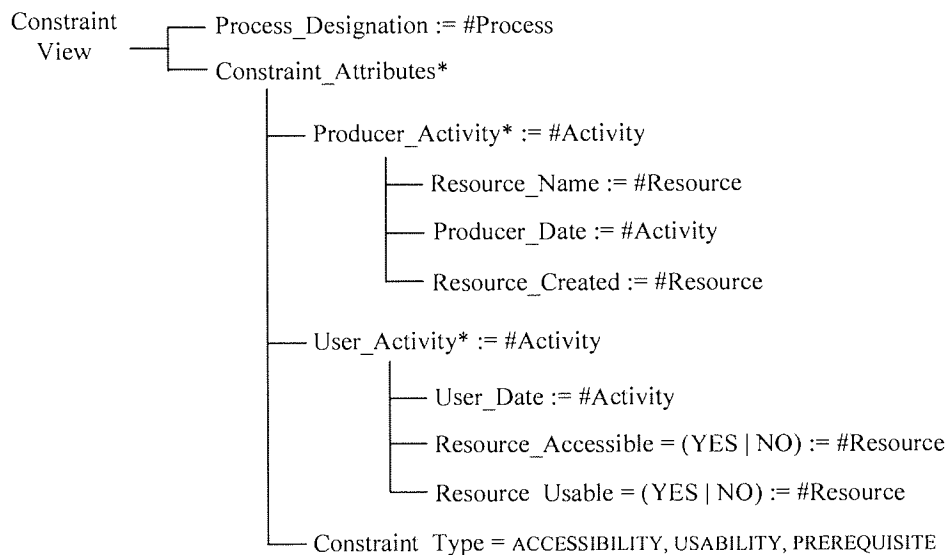 Constraint
View
Process_Designation := #Process
Constraint_Attributes*
Producer_Activity* := #Activity
Resource_Name := #Resource
Producer_Date := #Activity
Resource_Created := #Resource
User_Activity* := #Activity
User_Date := #Activity
Resource_Accessible = (YES | NO) := #Resource
Resource Usable = (YES | NO) := #Resource
Constraint Type = ACCESSIBILITY, USABILITY, PREREQUISITE